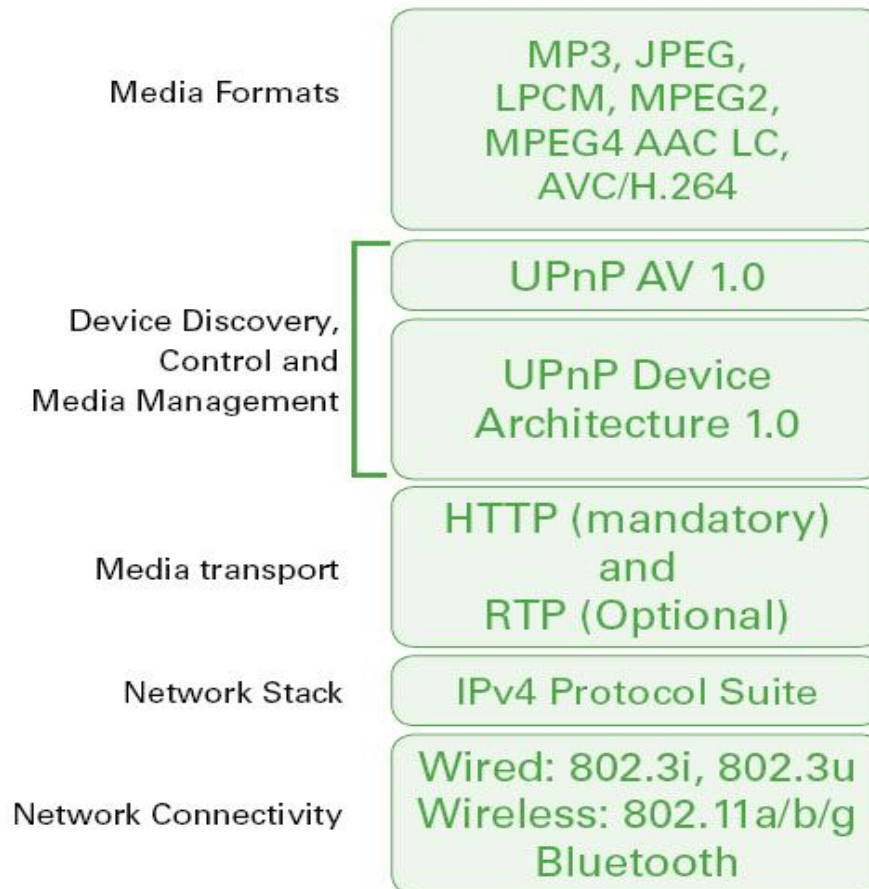 Media Formats
MP3, JPEG,
LPCM, MPEG2,
MPEG4 AAC LC,
AVC/H.264
Device Discovery,
Control and
Media Management
UPnP AV 1.0
UPnP Device
Architecture 1.0
Media transport
HTTP (mandatory)
and
RTP (Optional)
Network Stack
IPv4 Protocol Suite
Network Connectivity
Wired: 802.3i, 802.3u
Wireless: 802.11a/b/g
Bluetooth